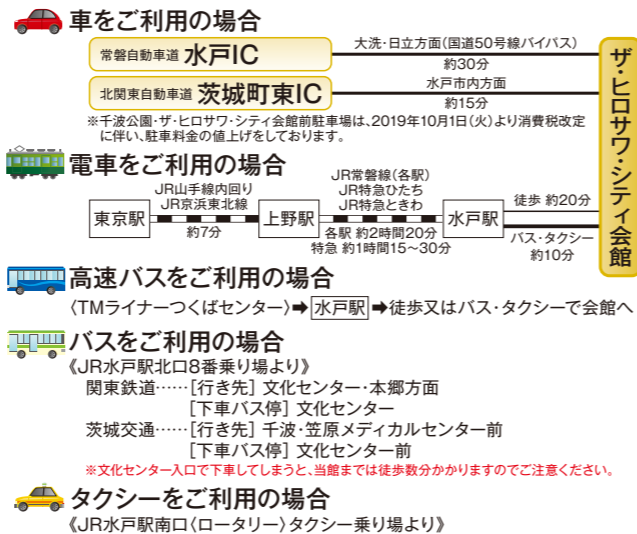 車をご利用の場合
常磐自動車道 水戸IC
大洗・日立方面(国道50号線バイパス)
約30分
北関東自動車道 茨城町東IC
水戸市内方面
約15分
ザ・ヒロサワ・シティ会館
※千波公園・ザ・ヒロサワ・シティ会館前駐車場は、2019年10月1日(火)より消費税改定
に伴い、駐車料金の値上げをしております。
電車をご利用の場合
東京駅
JR山手線内回り
JR京浜東北線
約7分
上野駅
JR常磐線(各駅)
JR特急ひたち
JR特急ときわ
各駅 約2時間20分
特急 約1時間15〜30分
水戸駅
徒歩 約20分
バス・タクシー
約10分
高速バスをご利用の場合
〈TMライナーつくばセンター〉➡水戸駅➡徒歩又はバス・タクシーで会館へ
バスをご利用の場合
《JR水戸駅北口8番乗り場より》
関東鉄道……[行き先] 文化センター・本郷方面
[下車バス停] 文化センター
茨城交通……[行き先] 千波・笠原メディカルセンター前
[下車バス停] 文化センター前
※文化センター入口で下車してしまうと、当館までは徒歩数分かかりますのでご注意ください。
タクシーをご利用の場合
《JR水戸駅南口〈ロータリー〉タクシー乗り場より》